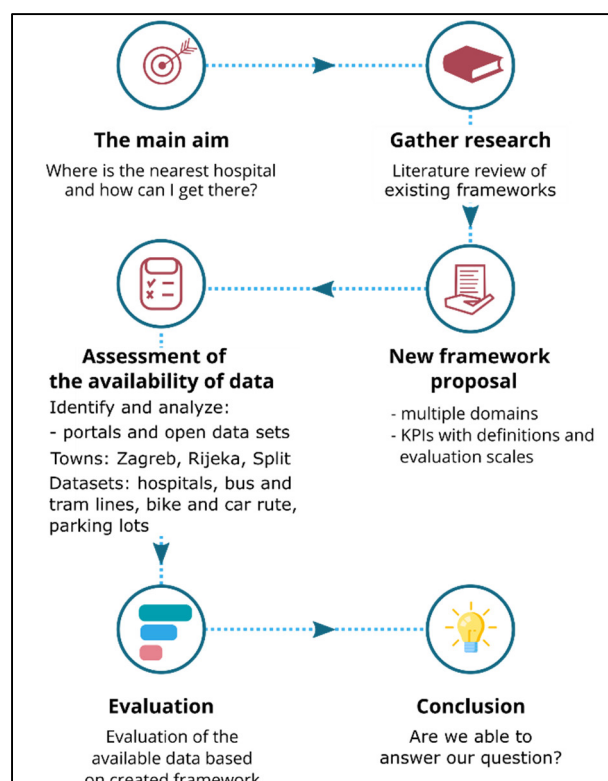 The main aim
Where is the nearest hospital
and how can I get there?
Gather research
Literature review of
existing frameworks
Assessment of
the availability of data
Identify and analyze:
- portals and open data sets
Towns: Zagreb, Rijeka, Split
Datasets: hospitals, bus and
tram lines, bike and car rute,
parking lots
New framework
proposal
- multiple domains
- KPIs with definitions and
evaluation scales
Evaluation
Evaluation of the
available data based
on created framework
Conclusion
Are we able to
answer our question?